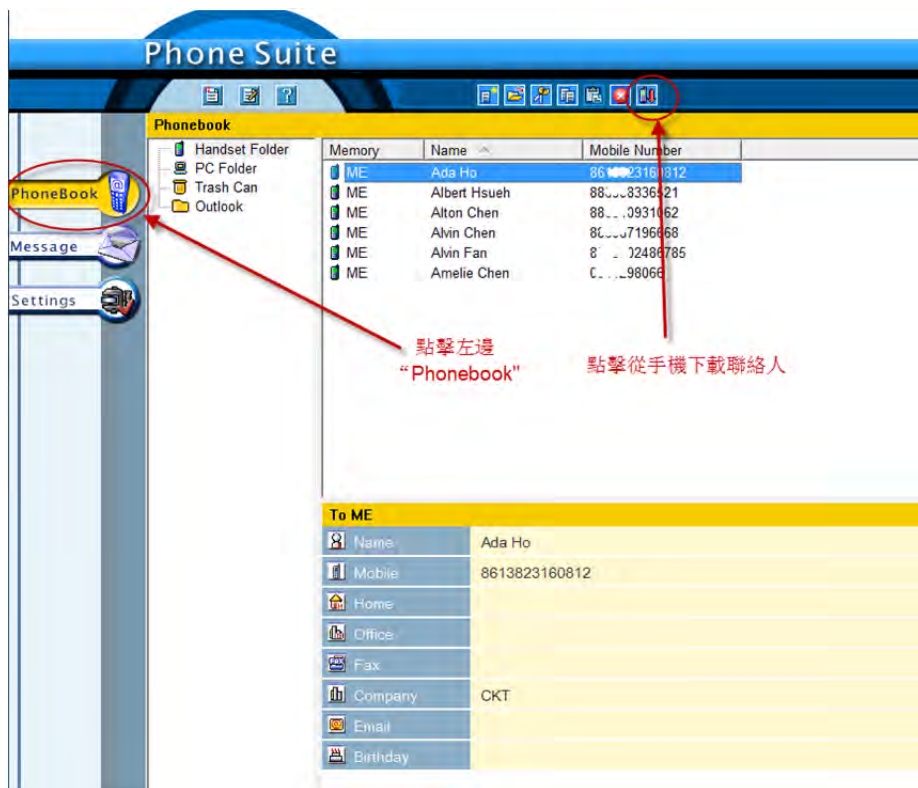 Phone Suite
Phonebook
Handset Folder
PC Folder
Trash Can
Outlook
Memory Name Mobile Number
ME Ada Ho
ME Albert Hsueh
ME Alton Chen
ME Alvin Chen
ME Alvin Fan
ME Amelie Chen
PhoneBook
Message
Settings
點擊左邊
“Phonebook"
點擊從手機下載聯絡人
To ME
Name Ada Ho
Mobile 8613823160812
Home
Office
Fax
Company CKT
Email
Birthday